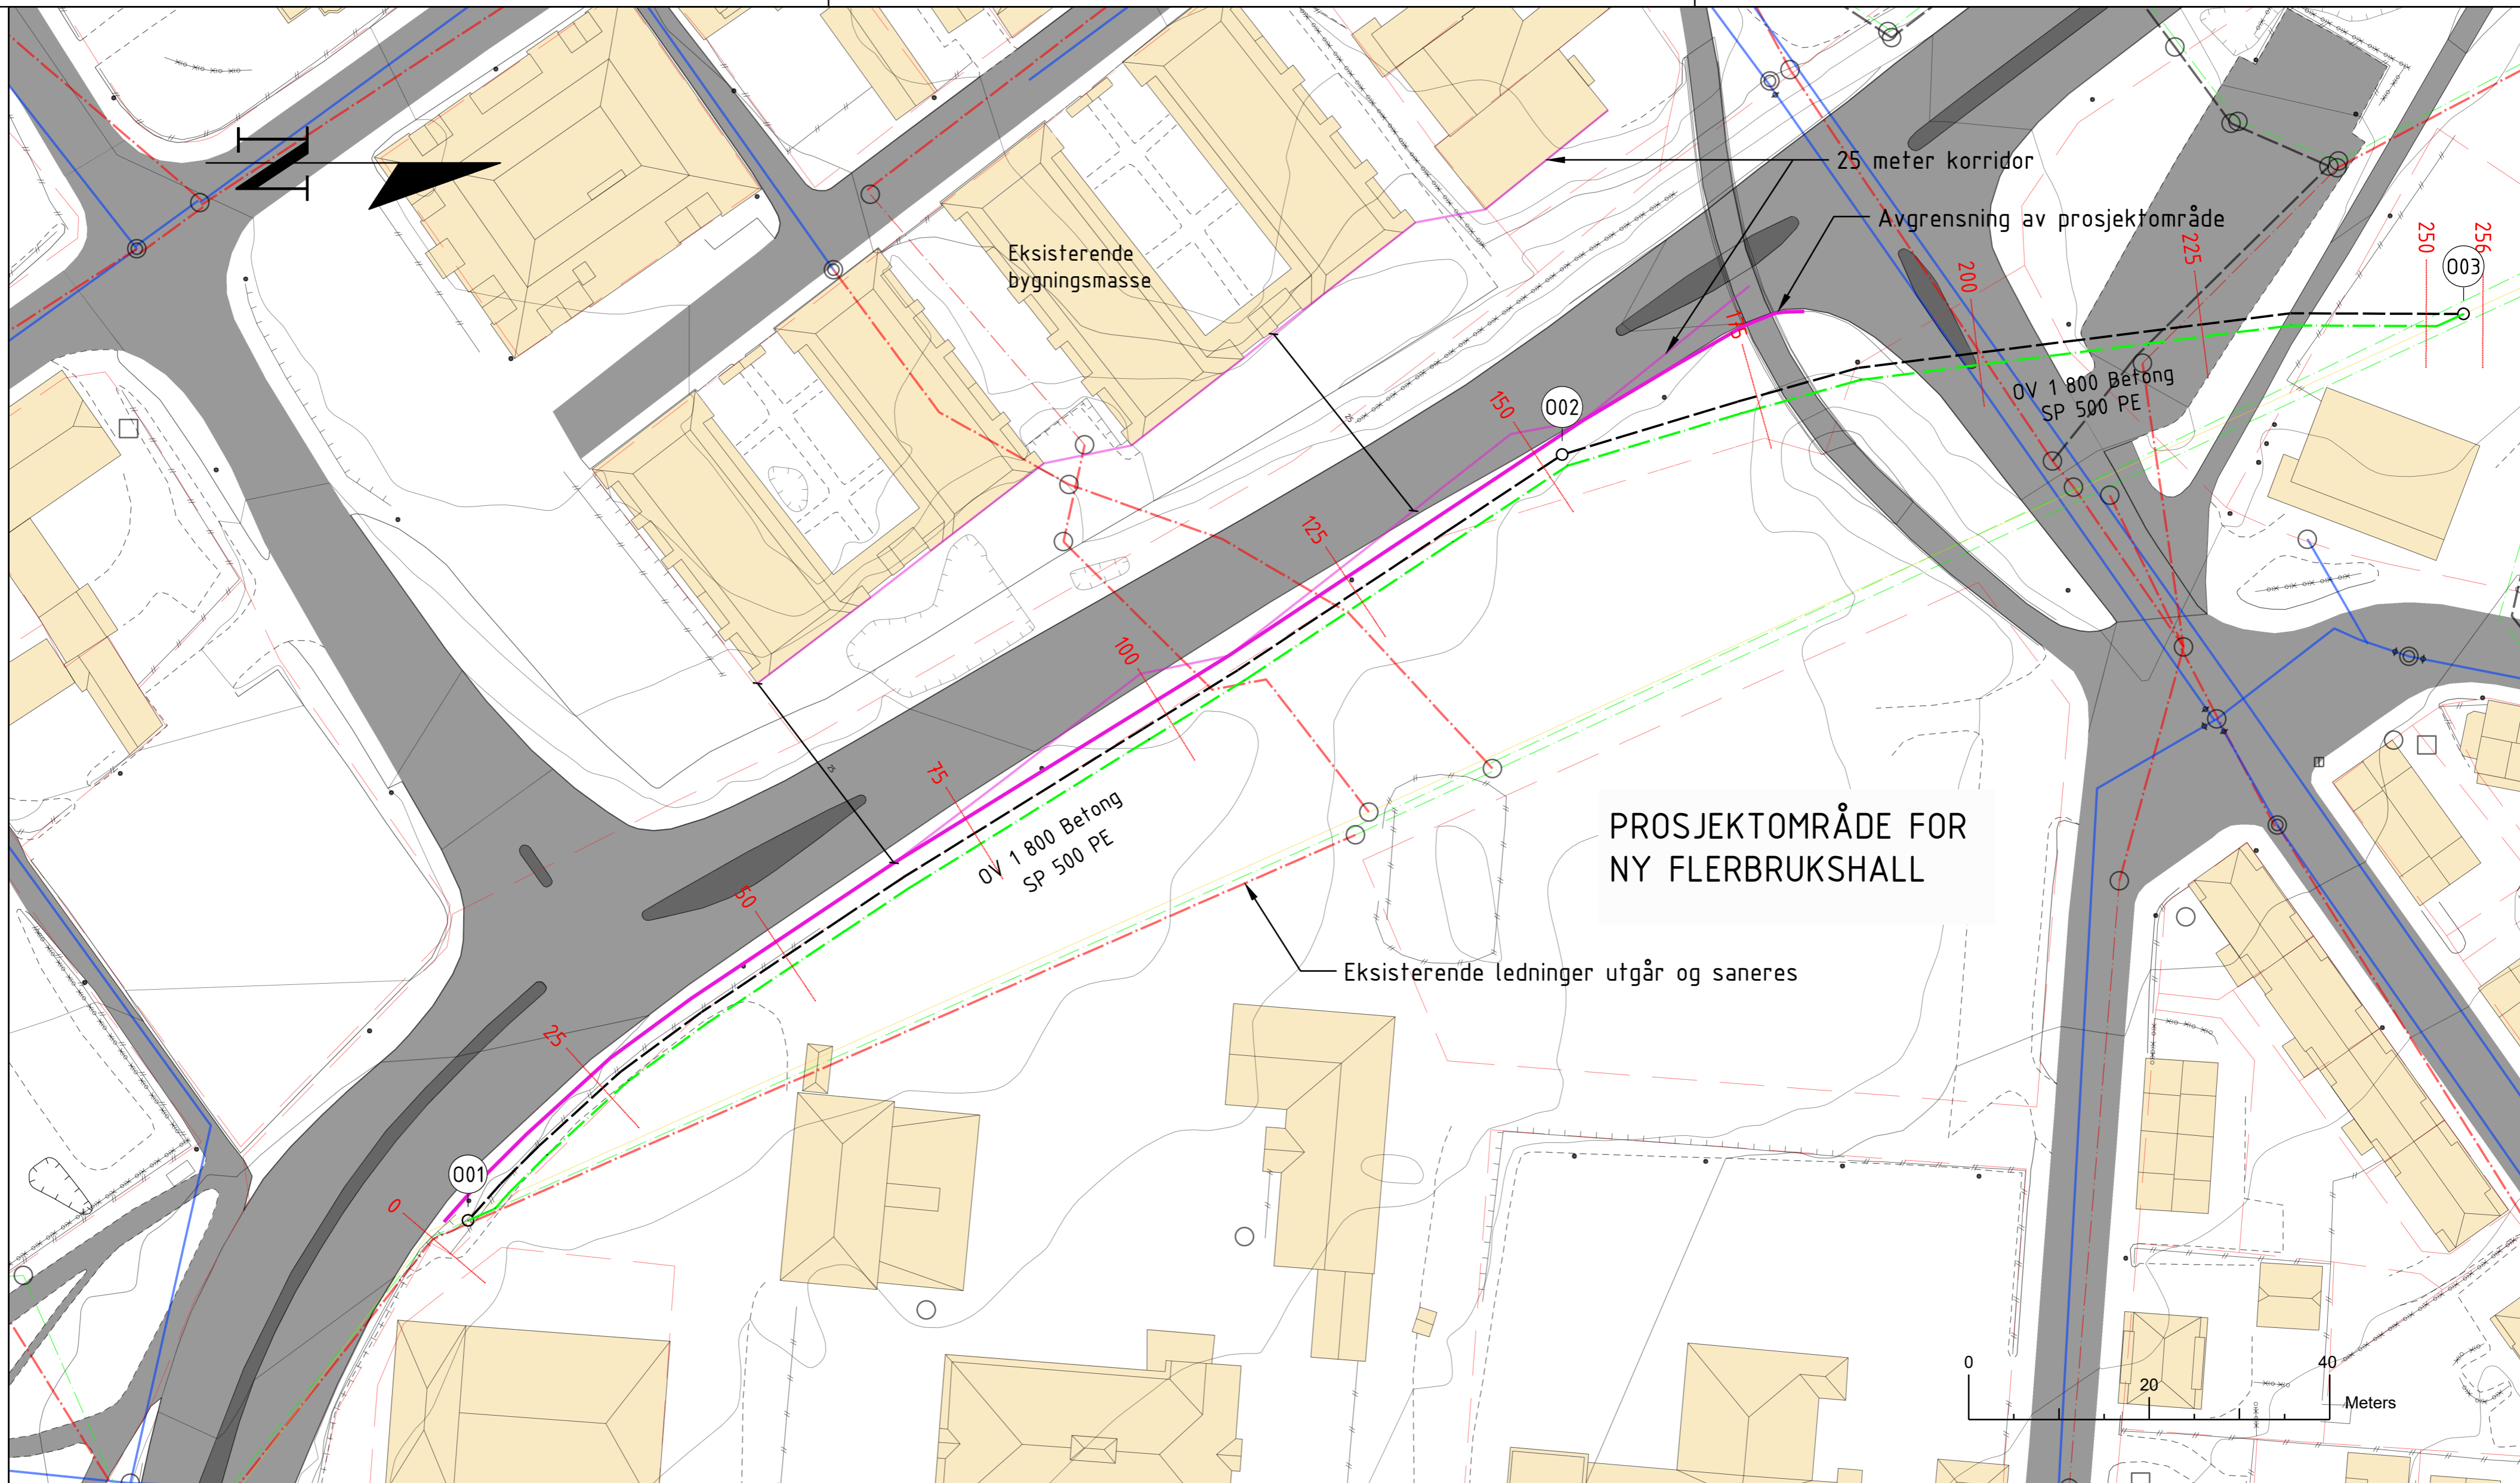 N
25 meter korridor
Avgrensning av prosjektområde
Eksisterende
bygningsmasse
250
256
225
200
003
175
OV 1 800 Betong
SP 500 PE
002
150
25
125
100
75
25
OV 1 800 Betong
SP 500 PE
50
PROSJEKTOMRÅDE FOR
NY FLERBRUKSHALL
Eksisterende ledninger utgår og saneres
25
001
0
0
20
40
Meters